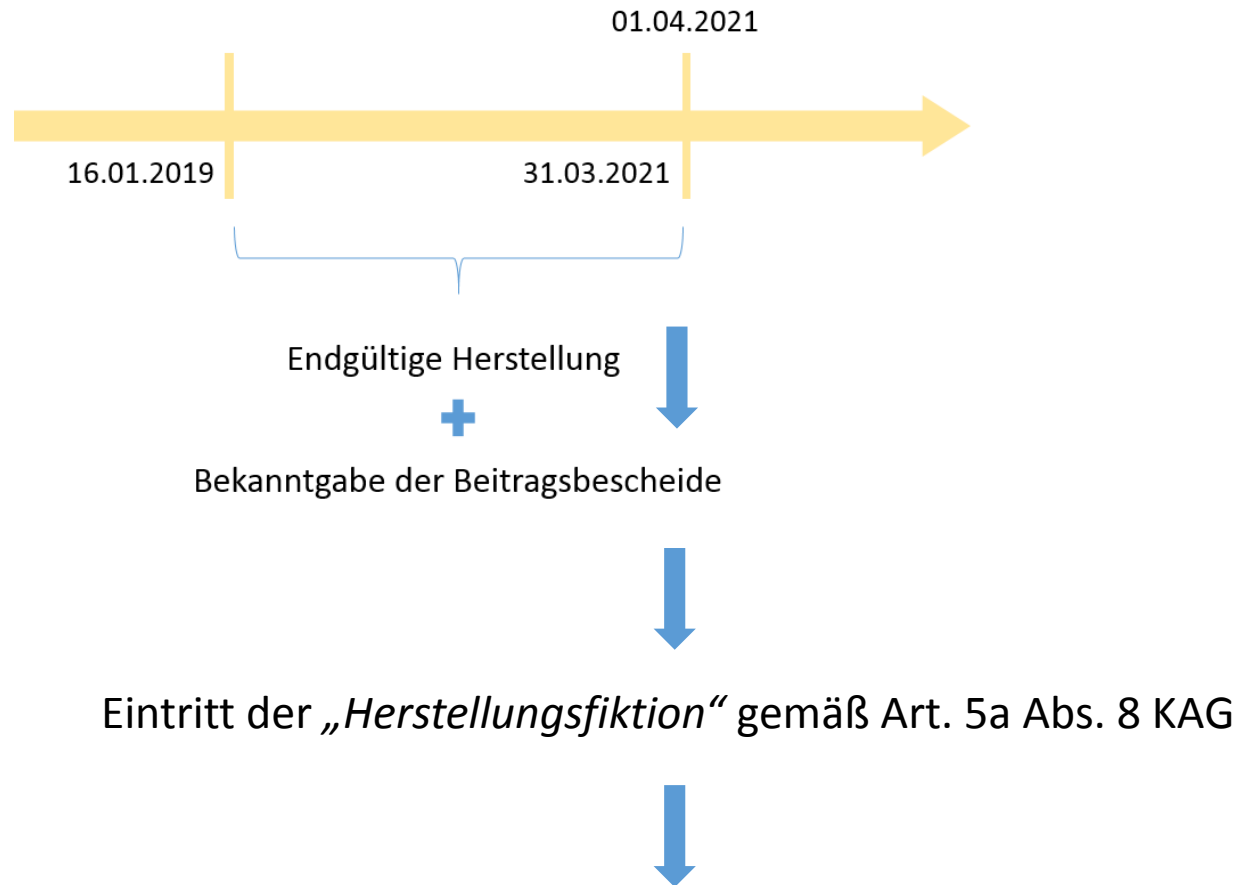 01.04.2021
16.01.2019
31.03.2021
Endgültige Herstellung
Bekanntgabe der Beitragsbescheide
Eintritt der „Herstellungsfiktion“ gemäß Art. 5a Abs. 8 KAG